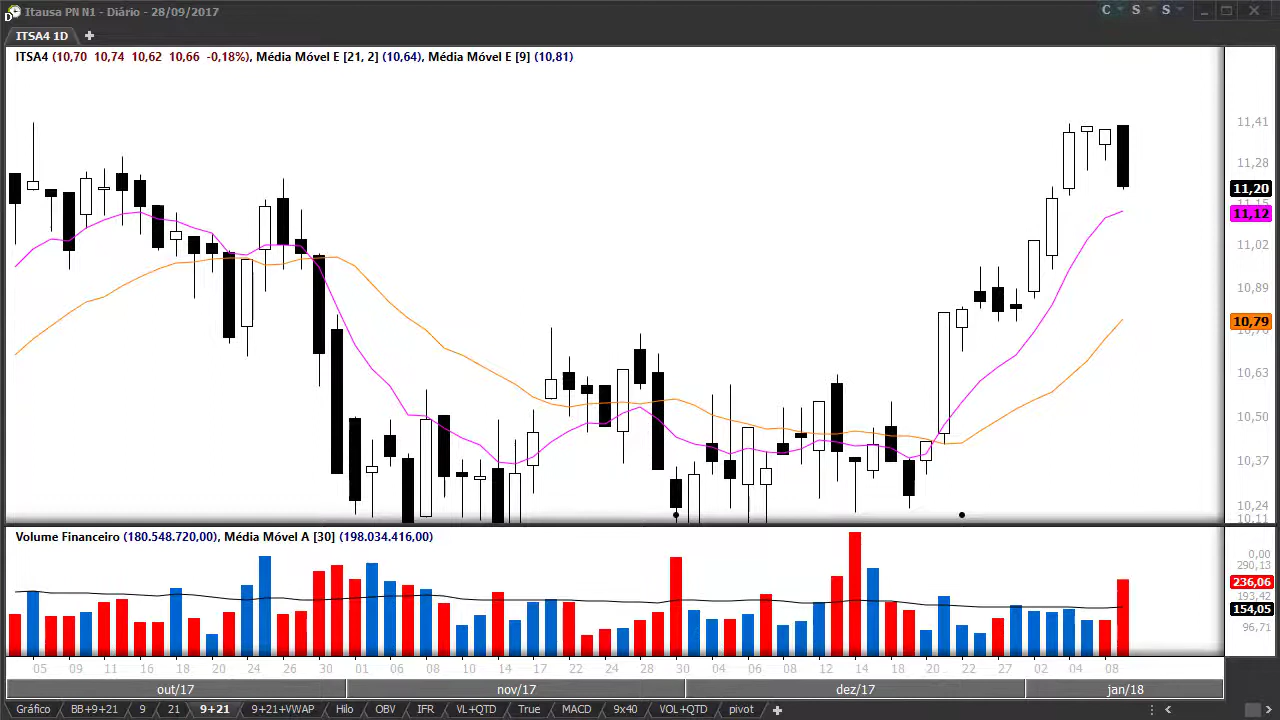 Itausa PN N1 - Diário - 28/09/2017
C S S
ITSA4 1D
ITSA4 (10,70 10,74 10,62 10,66 -0,18%), Média Móvel E [21, 2] (10,64), Média Móvel E [9] (10,81)
11,41
11,28
11,20
11,15
11,12
11,02
10,89
10,79
10,63
10,50
10,37
10,24
10,11
Volume Financeiro (180.548.720,00), Média Móvel A [30] (198.034.416,00)
0,00
290,13
236,06
193,42
154,05
96,71
05 09 11 16 18 20 24 26 30 01 06 08 10 14 17 22 24 28 30 04 06 08 12 14 18 20 22 27 02 04 08
out/17 nov/17 dez/17 jan/18
Gráfico BB+9+21 9 21 9+21 9+21+VWAP Hilo OBV IFR VL+QTD True MACD 9x40 VOL+QTD pivot